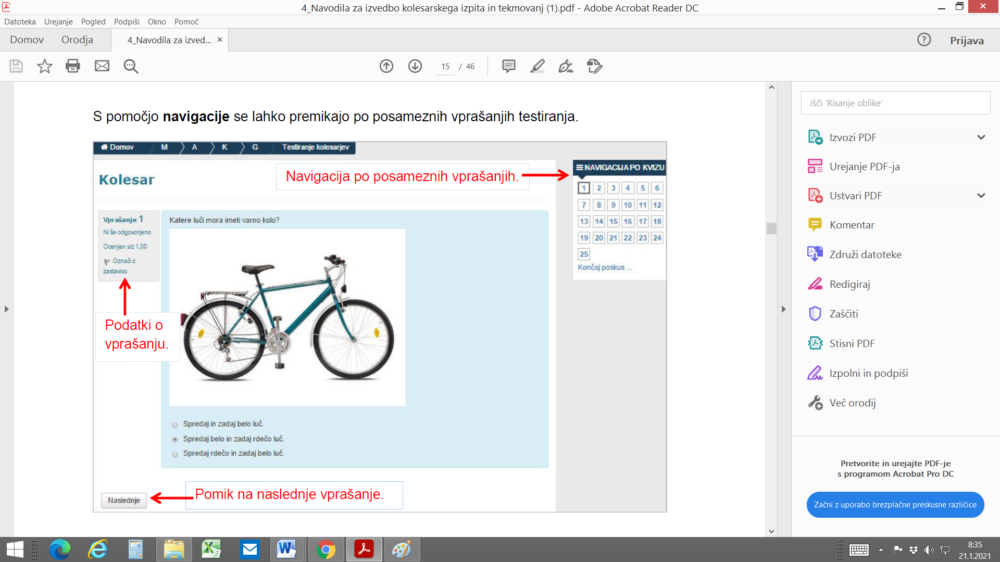 4_Navodila za izvedbo kolesarskega izpita in tekmovanj (1).pdf - Adobe Acrobat Reader DC
Datoteka Urejanje Pogled Podpiši Okno Pomoč
Domov Orodja 4_Navodila za izved... × ? Prijava
15 / 46
S pomočjo navigacije se lahko premikajo po posameznih vprašanjih testiranja.
Domov M A K G Testiranje kolesarjev
Kolesar
Navigacija po posameznih vprašanjih.
NAVIGACIJA PO KVIZU
1 2 3 4 5 6
7 8 9 10 11 12
13 14 15 16 17 18
19 20 21 22 23 24
25
Končaj poskus ...
Vprašanje 1
Ni še odgovorjeno
Ocenjen s/z 1,00
Označi z
zastavico
Podatki o
vprašanju.
Katere luči mora imeti varno kolo?
Spredaj in zadaj belo luč.
Spredaj belo in zadaj rdečo luč.
Spredaj rdečo in zadaj belo luč.
Naslednje
Pomik na naslednje vprašanje.
Išči 'Risanje oblike'
Izvozi PDF
Urejanje PDF-ja
Ustvari PDF
Komentar
Združi datoteke
Redigiraj
Zaščiti
Stisni PDF
Izpolni in podpiši
Več orodij
Pretvorite in urejajte PDF-je
s programom Acrobat Pro DC
Začni z uporabo brezplačne preskusne različice
8:35
21.1.2021